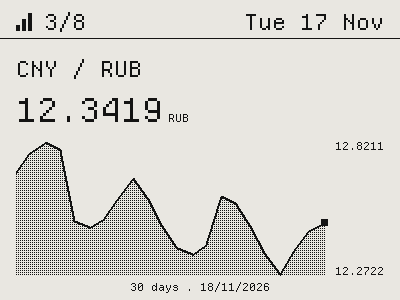 3/8 Tue 17 Nov
CNY / RUB
12.3419 RUB
12.8211
12.2722
30 days . 18/11/2026